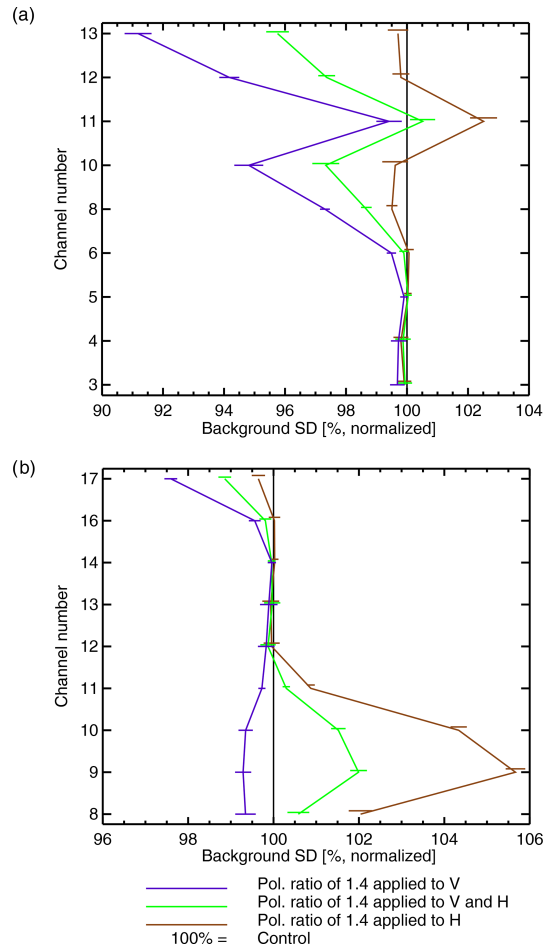 (a)
13
12
11
10
8
6
5
4
3
Channel number
90 92 94 96 98 100 102 104
Background SD [%, normalized]
(b)
17
16
14
13
12
11
10
9
8
Channel number
96 98 100 102 104 106
Background SD [%, normalized]
Pol. ratio of 1.4 applied to V
Pol. ratio of 1.4 applied to V and H
Pol. ratio of 1.4 applied to H
100% = Control